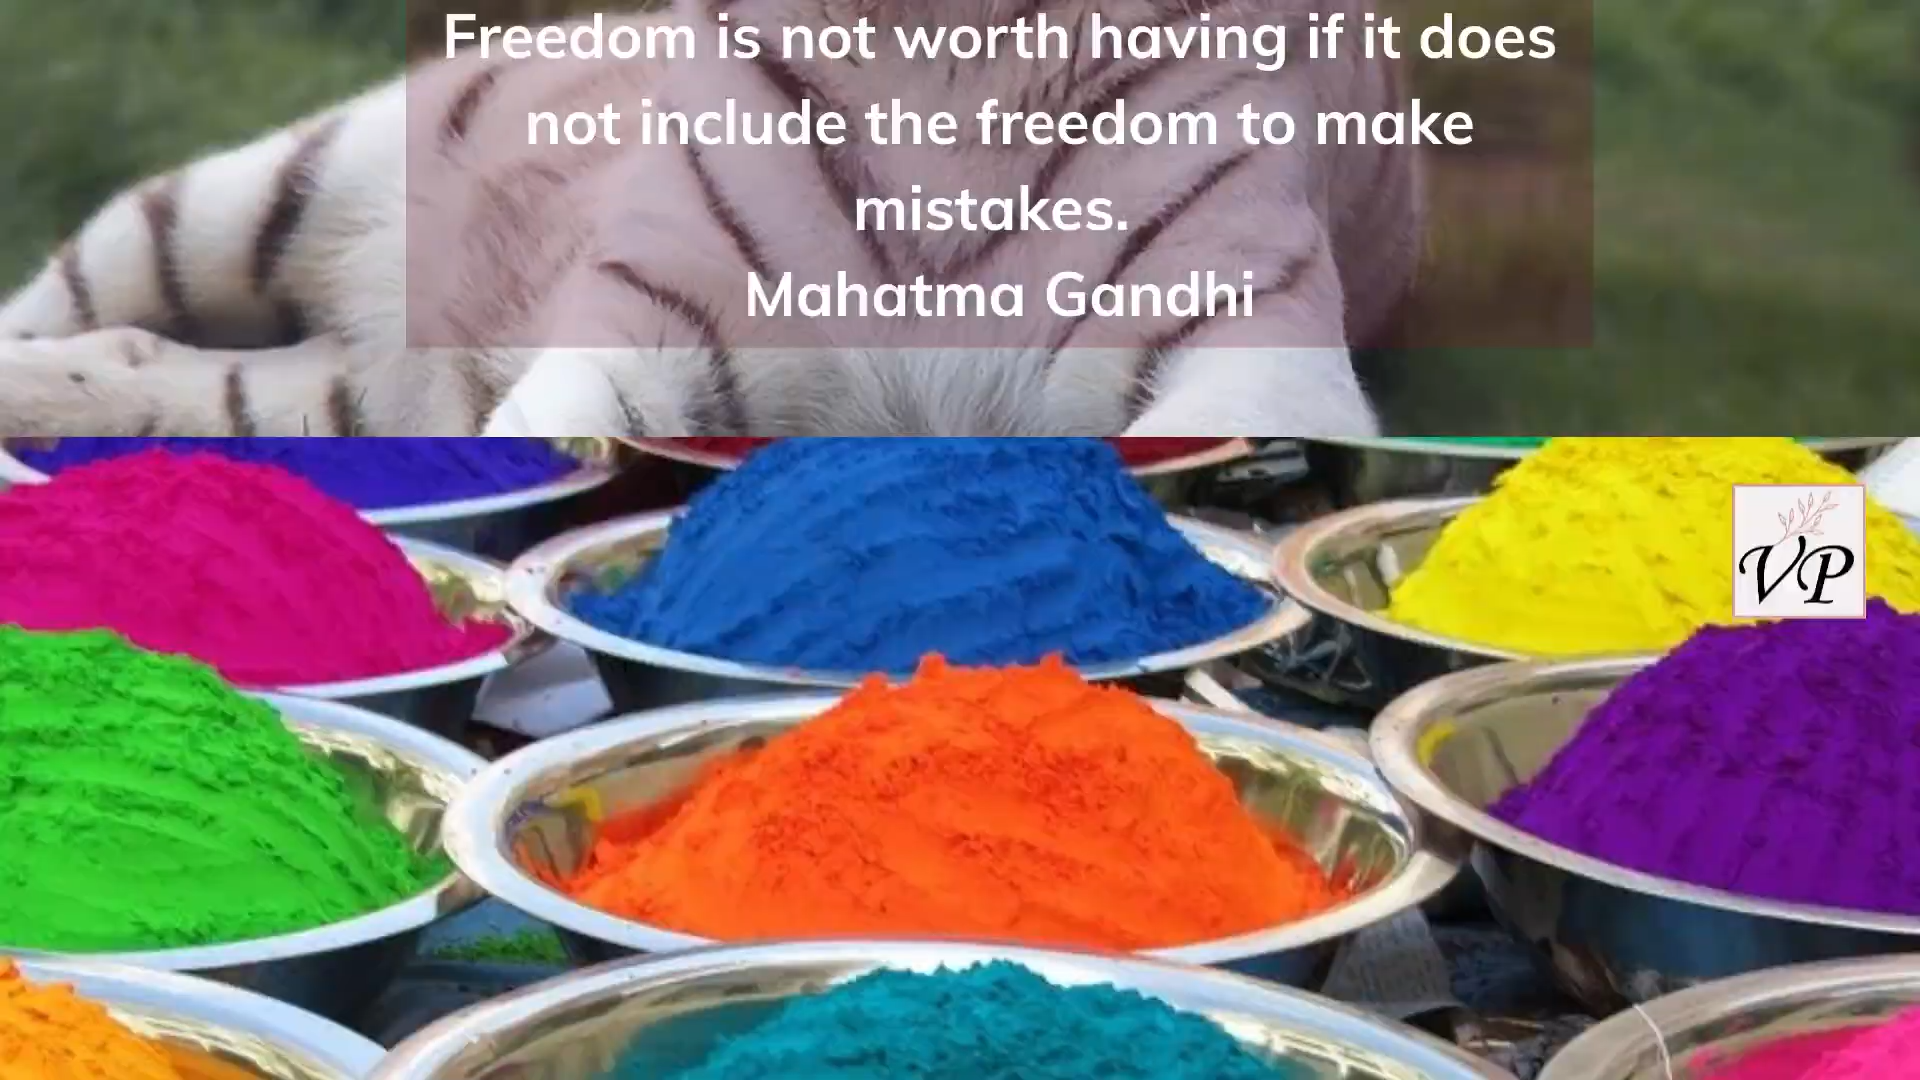 Freedom is not worth having if it does
not include the freedom to make
mistakes.
Mahatma Gandhi
VP